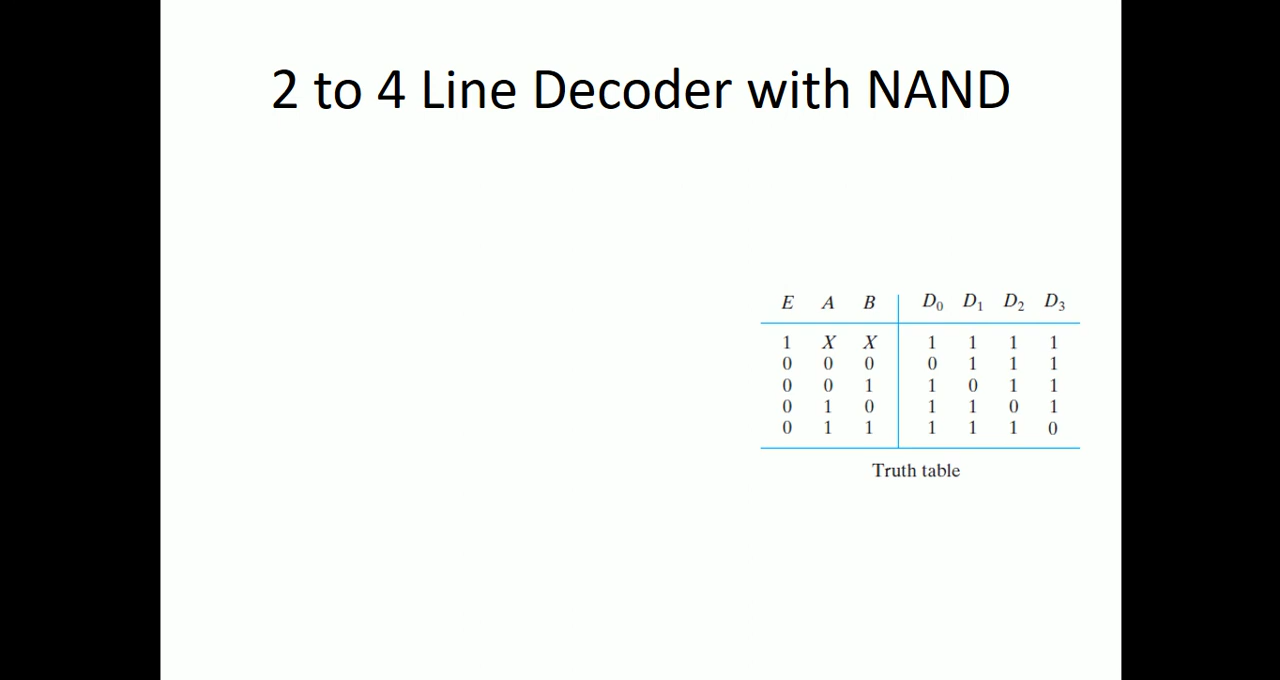 2 to 4 Line Decoder with NAND
E A B D0 D1 D2 D3
1 X X 1 1 1 1
0 0 0 0 1 1 1
0 0 1 1 0 1 1
0 1 0 1 1 0 1
0 1 1 1 1 1 0
Truth table